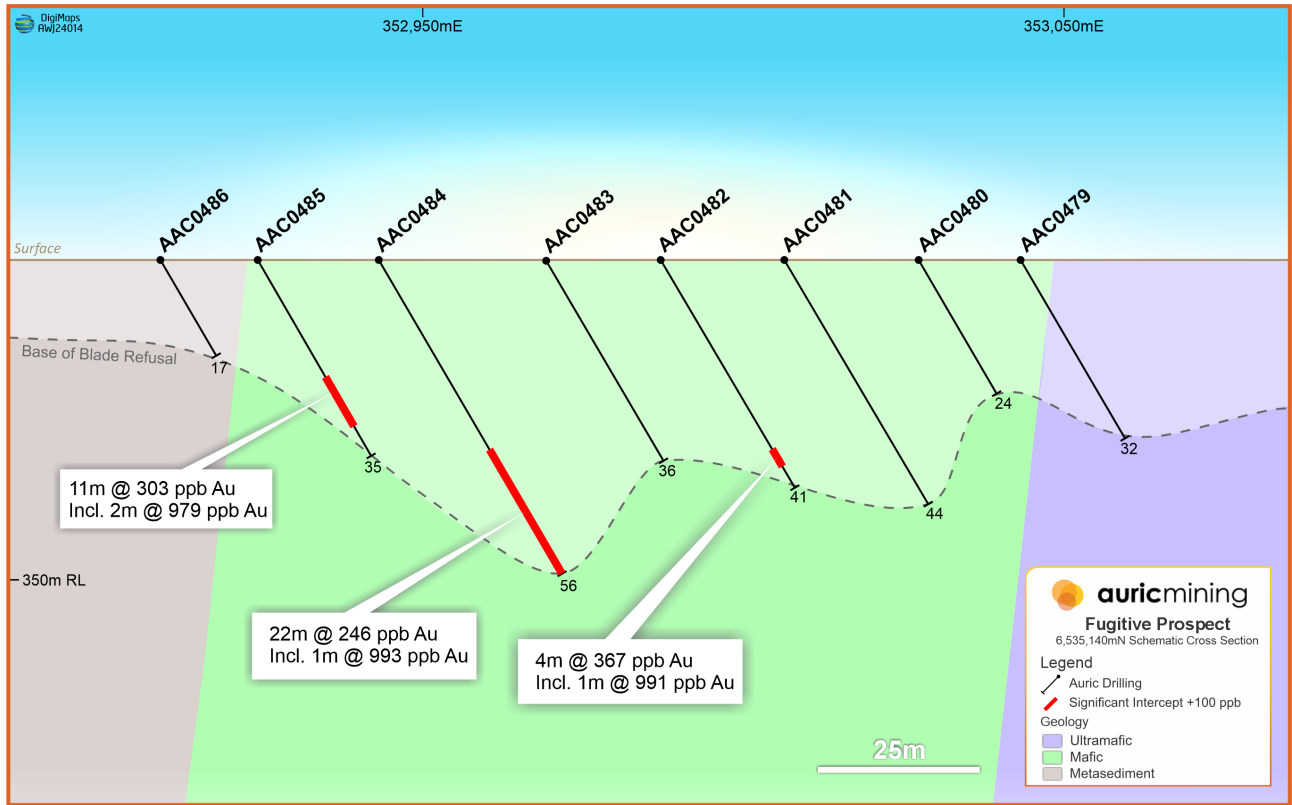 DigiMaps
AWJ24014
352,950mE
353,050mE
AAC0486
AAC0485
AAC0484
AAC0483
AAC0482
AAC0481
AAC0480
AAC0479
Surface
Base of Blade Refusal
17
35
56
36
41
44
24
32
11m @ 303 ppb Au
Incl. 2m @ 979 ppb Au
350m RL
22m @ 246 ppb Au
Incl. 1m @ 993 ppb Au
4m @ 367 ppb Au
Incl. 1m @ 991 ppb Au
25m
auricmining
Fugitive Prospect
6,535,140mN Schematic Cross Section
Legend
Auric Drilling
Significant Intercept +100 ppb
Geology
Ultramafic
Mafic
Metasediment